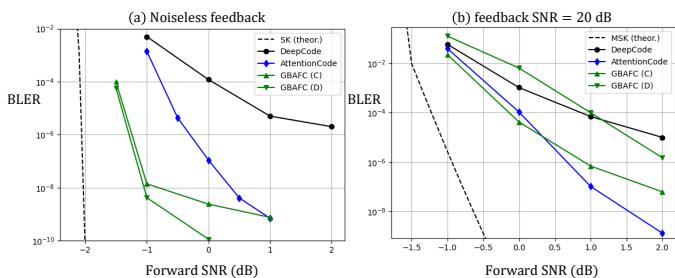 (a) Noiseless feedback
SK (theor.)
DeepCode
AttentionCode
GBAFC (C)
GBAFC (D)
BLER
10⁻²
10⁻⁴
10⁻⁶
10⁻⁸
10⁻¹⁰
−2
−1
0
1
2
Forward SNR (dB)
(b) feedback SNR = 20 dB
MSK (theor.)
DeepCode
AttentionCode
GBAFC (C)
GBAFC (D)
BLER
10⁻²
10⁻⁴
10⁻⁶
10⁻⁸
−1.5
−1.0
−0.5
0.0
0.5
1.0
1.5
2.0
Forward SNR (dB)